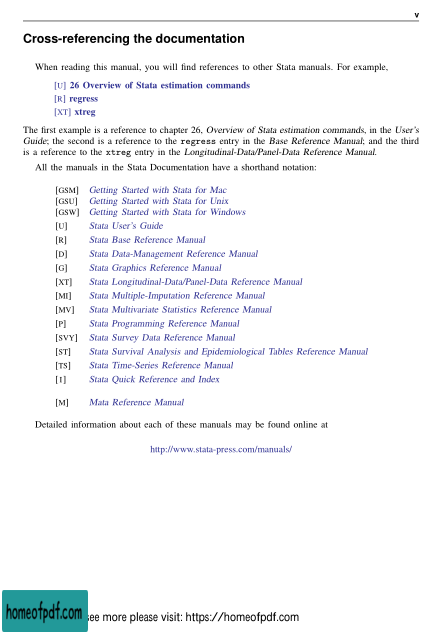 v
Cross-referencing the documentation
When reading this manual, you will find references to other Stata manuals. For example,
[U] 26 Overview of Stata estimation commands
[R] regress
[XT] xtreg
The first example is a reference to chapter 26, Overview of Stata estimation commands, in the User's
Guide; the second is a reference to the regress entry in the Base Reference Manual; and the third
is a reference to the xtreg entry in the Longitudinal-Data/Panel-Data Reference Manual.
All the manuals in the Stata Documentation have a shorthand notation:
[GSM] Getting Started with Stata for Mac
[GSU] Getting Started with Stata for Unix
[GSW] Getting Started with Stata for Windows
[U] Stata User's Guide
[R] Stata Base Reference Manual
[D] Stata Data-Management Reference Manual
[G] Stata Graphics Reference Manual
[XT] Stata Longitudinal-Data/Panel-Data Reference Manual
[MI] Stata Multiple-Imputation Reference Manual
[MV] Stata Multivariate Statistics Reference Manual
[P] Stata Programming Reference Manual
[SVY] Stata Survey Data Reference Manual
[ST] Stata Survival Analysis and Epidemiological Tables Reference Manual
[TS] Stata Time-Series Reference Manual
[I] Stata Quick Reference and Index
[M] Mata Reference Manual
Detailed information about each of these manuals may be found online at
http://www.stata-press.com/manuals/
homeofpdf.com
see more please visit: https://homeofpdf.com